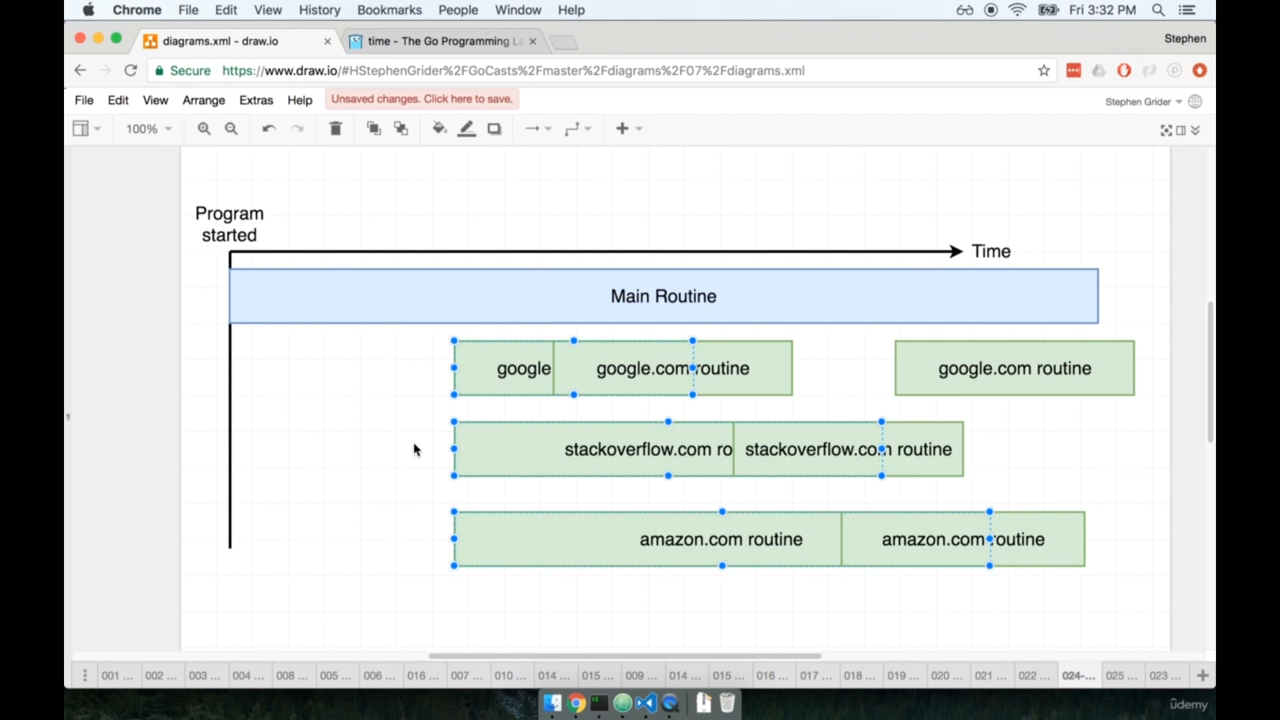 Chrome File Edit View History Bookmarks People Window Help Fri 3:32 PM
diagrams.xml - draw.io time - The Go Programming La Stephen
Secure https://www.draw.io/#HStephenGrider%2FGoCasts%2Fmaster%2Fdiagrams%2F07%2Fdiagrams.xml
File Edit View Arrange Extras Help Unsaved changes. Click here to save. Stephen Grider
100%
Program
started
Time
Main Routine
google google.com routine google.com routine
stackoverflow.com ro stackoverflow.com routine
amazon.com routine amazon.com routine
001 ... 002 ... 003 ... 004 ... 008 ... 005 ... 006 ... 016 ... 007 ... 010 ... 014 ... 015 ... 009 ... 014 ... 015 ... 016 ... 017 ... 018 ... 019 ... 020 ... 021 ... 022 ... 024-... 025 ... 023 ...
ûdemy